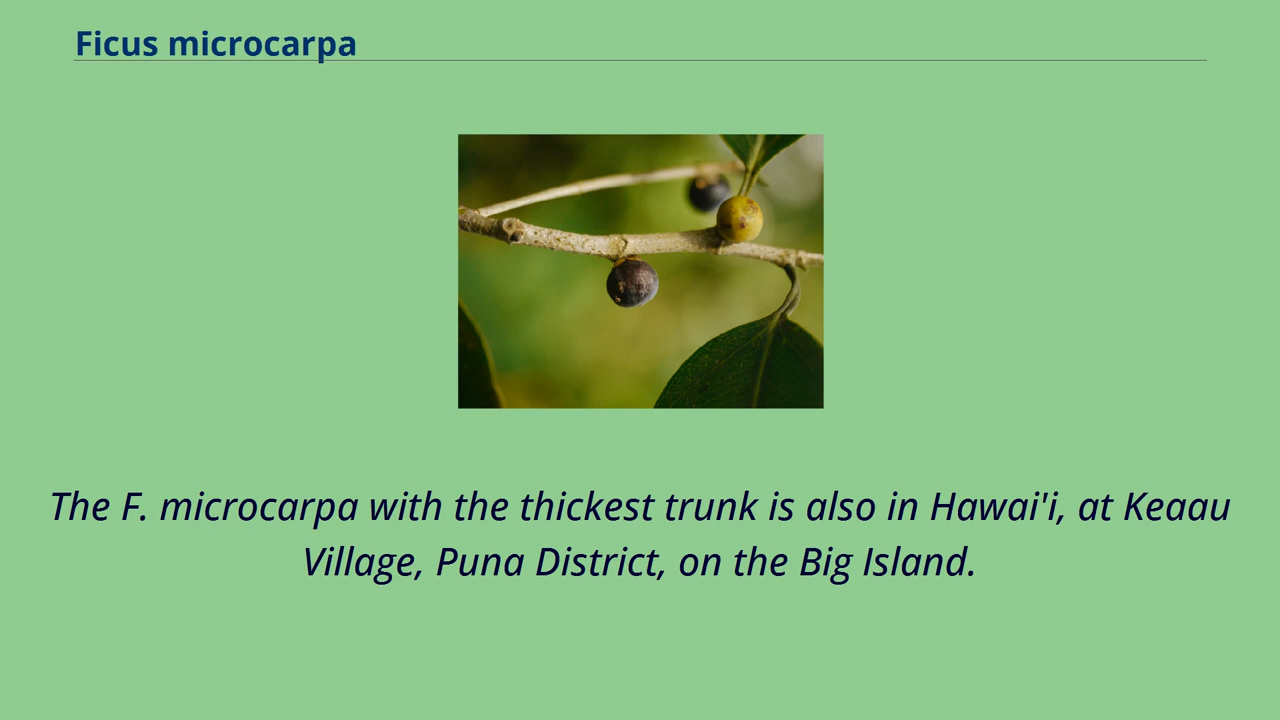 Ficus microcarpa
The F. microcarpa with the thickest trunk is also in Hawai'i, at Keaau
Village, Puna District, on the Big Island.